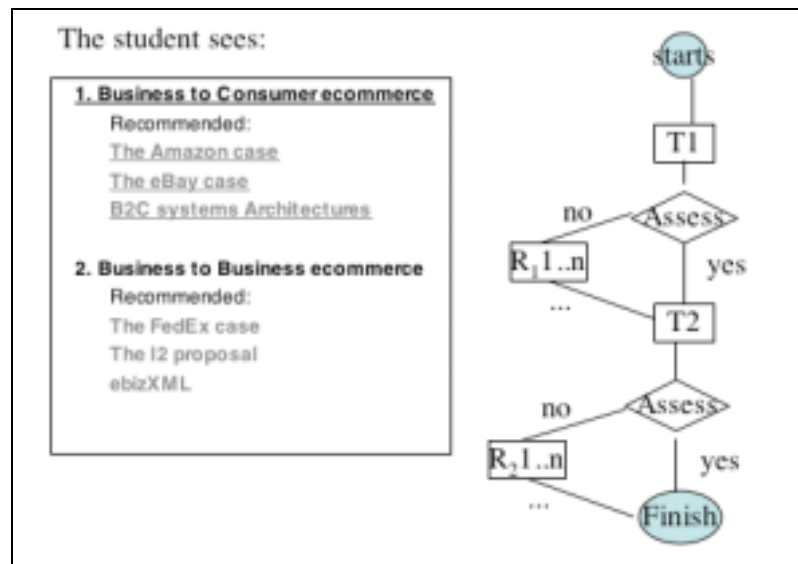 The student sees:
1. Business to Consumer ecommerce
Recommended:
The Amazon case
The eBay case
B2C systems Architectures
2. Business to Business ecommerce
Recommended:
The FedEx case
The I2 proposal
ebizXML
starts
T1
Assess
no
yes
R₁1..n
...
T2
Assess
no
yes
R₂1..n
...
Finish